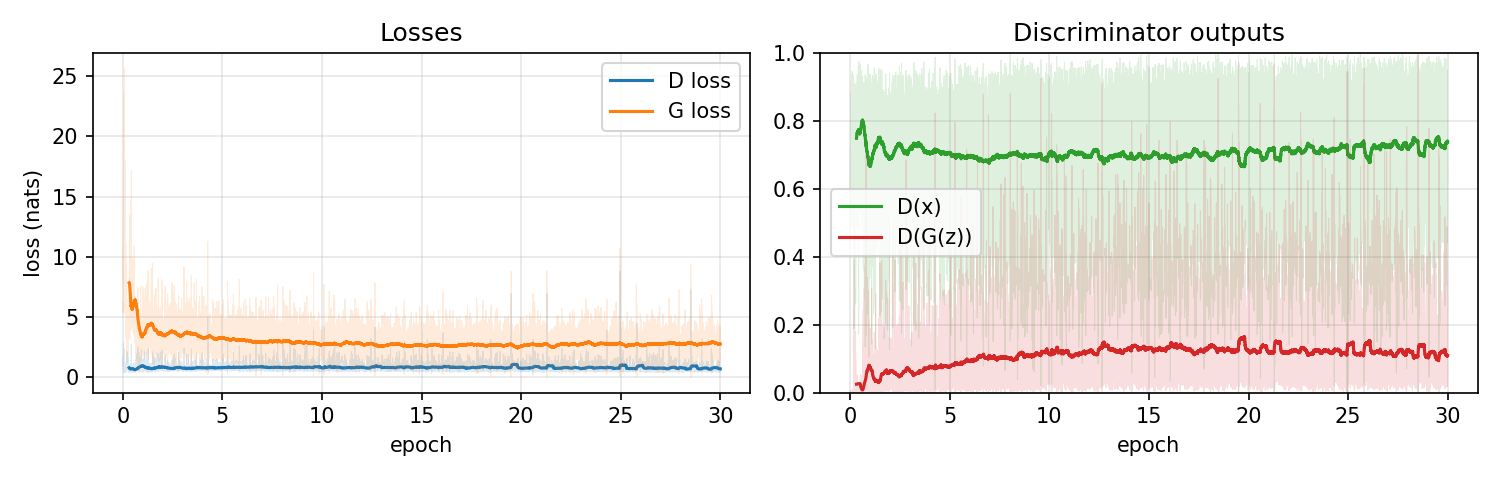 Losses
loss (nats)
25
20
15
10
5
0
D loss
G loss
0 5 10 15 20 25 30
epoch
Discriminator outputs
1.0
0.8
0.6
0.4
0.2
0.0
D(x)
D(G(z))
0 5 10 15 20 25 30
epoch